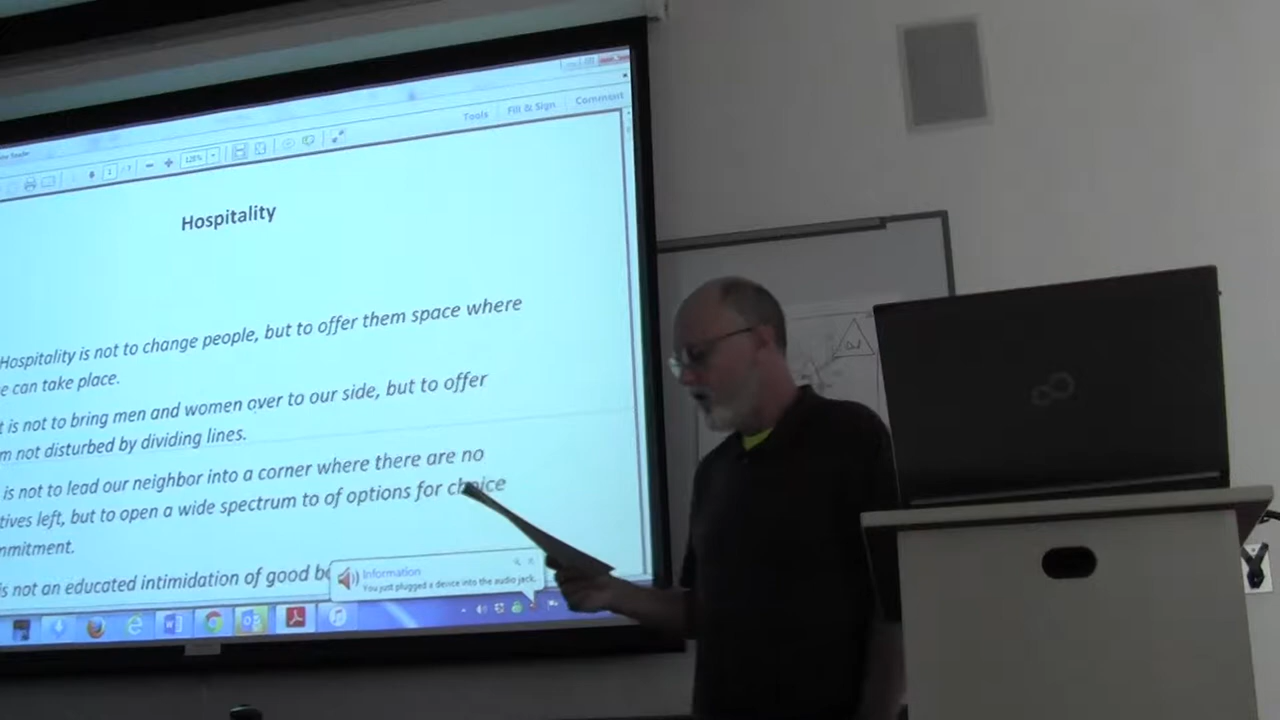 Tools Fill & Sign Comment
1 / 7 128%
Hospitality
Hospitality is not to change people, but to offer them space where
e can take place.
t is not to bring men and women over to our side, but to offer
m not disturbed by dividing lines.
is not to lead our neighbor into a corner where there are no
tives left, but to open a wide spectrum to of options for choice
mmitment.
is not an educated intimidation of good b
Information
You just plugged a device into the audio jack.